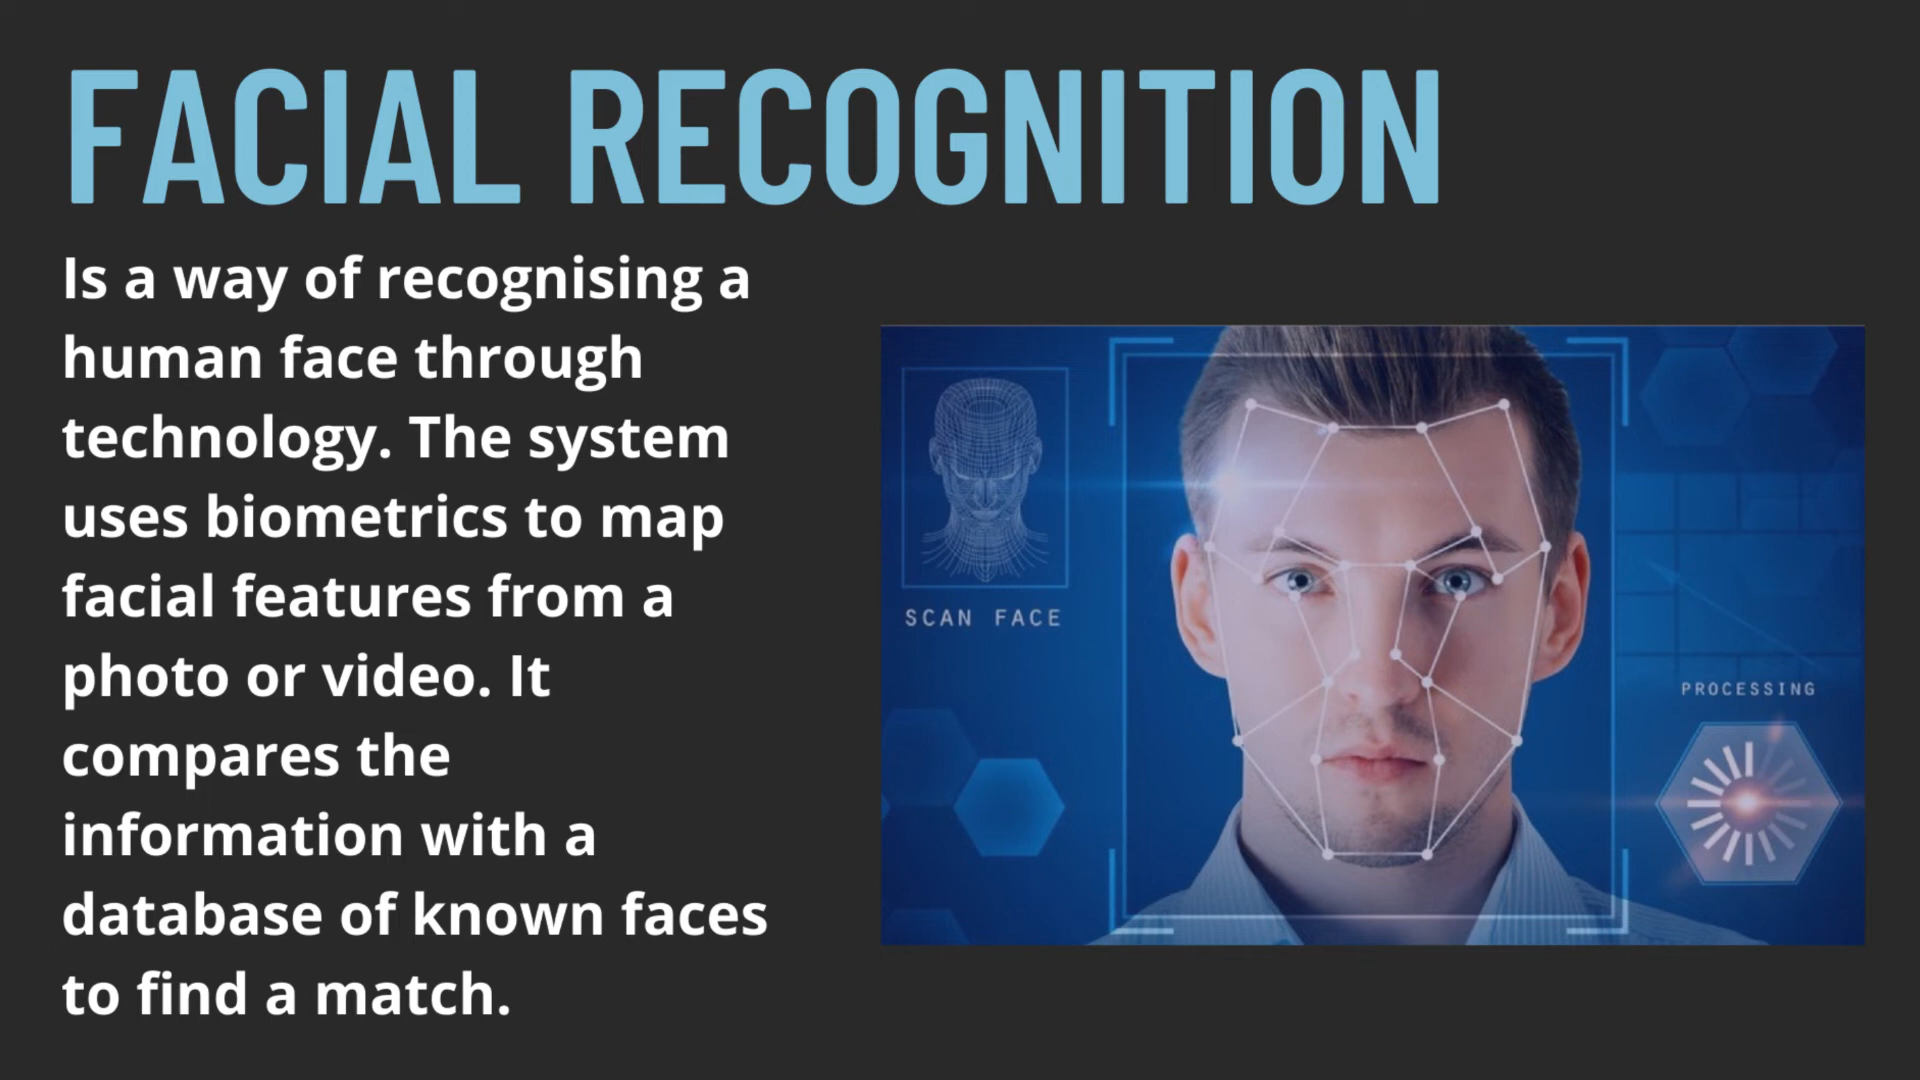 FACIAL RECOGNITION
Is a way of recognising a
human face through
technology. The system
uses biometrics to map
facial features from a
photo or video. It
compares the
information with a
database of known faces
to find a match.
SCAN FACE
PROCESSING